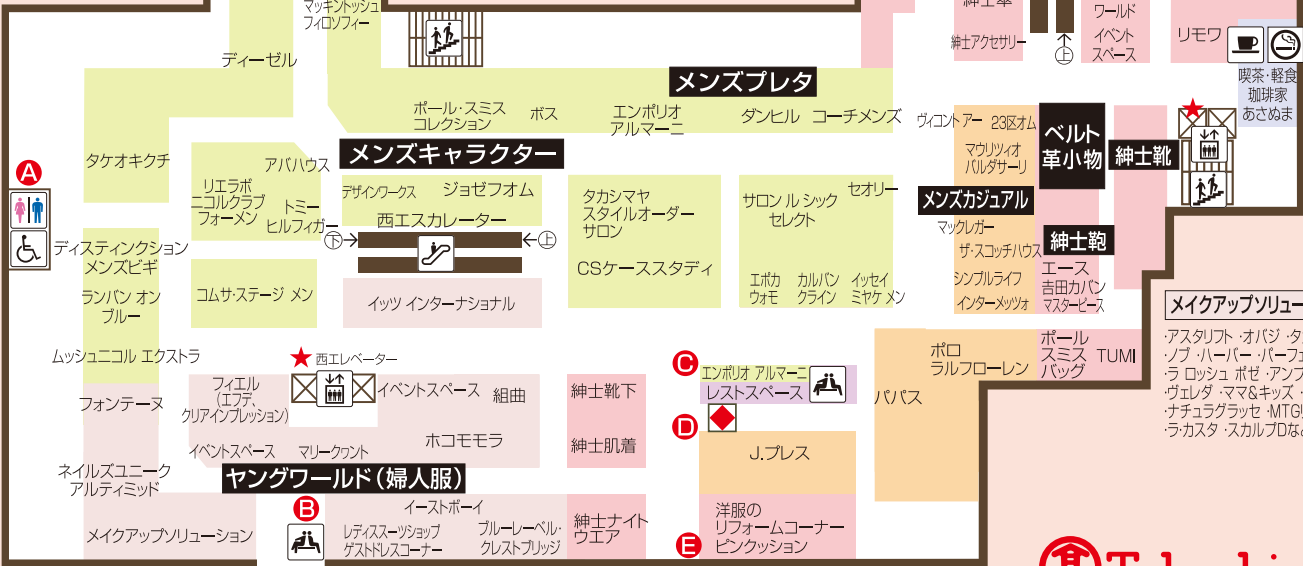 マッキントッシュ
フィロソフィー
ディーゼル
紳士アクセサリー
上
ワールド
イベント
スペース
リモワ
喫茶・軽食
珈琲家
あさぬま
メンズプレタ
ポール・スミス
コレクション
ボス
エンポリオ
アルマーニ
ダンヒル
コーチメンズ
ヴィコントアー
23区オム
マウリツィオ
バルダサーリ
ベルト
革小物
紳士靴
タケオキクチ
アバハウス
メンズキャラクター
A
リエラボ
ニコルクラブ
フォーメン
トミー
ヒルフィガー
デザインワークス
ジョゼフオム
西エスカレーター
下
上
タカシマヤ
スタイルオーダー
サロン
CSケーススタディ
サロン ル シック
セレクト
セオリー
メンズカジュアル
マックレガー
ザ・スコッチハウス
紳士鞄
ディスティンクション
メンズビギ
ランバン オン
ブルー
コムサ・ステージ メン
イッツ インターナショナル
エポカ
ウォモ
カルバン
クライン
イッセイ
ミヤケ メン
シンプルライフ
インターメッツォ
エース
吉田カバン
マスターピース
メイクアップソリュー
・アスタリフト ・オバジ ・タ
・ノブ ・ハーバー ・パーフェ
・ラ ロッシュ ポゼ ・アンプ
・ヴェレダ ・ママ&キッズ ・
・ナチュラグラッセ ・MTG
・ラ・カスタ ・スカルプDな
ムッシュニコル エクストラ
西エレベーター
フォンテーヌ
フィエル
(エフデ、
クリアインプレッション)
イベントスペース
組曲
紳士靴下
C
エンポリオ アルマーニ
レストスペース
パパス
ポロ
ラルフローレン
ポール
スミス
バッグ
TUMI
D
イベントスペース
マリークヮント
ホコモモラ
紳士肌着
J.プレス
ネイルズユニーク
アルティミッド
ヤングワールド(婦人服)
B
メイクアップソリューション
レディススーツショップ
ゲストドレスコーナー
イーストボーイ
ブルーレーベル・
クレストブリッジ
紳士ナイト
ウエア
E
洋服の
リフォームコーナー
ピンクッション
髙